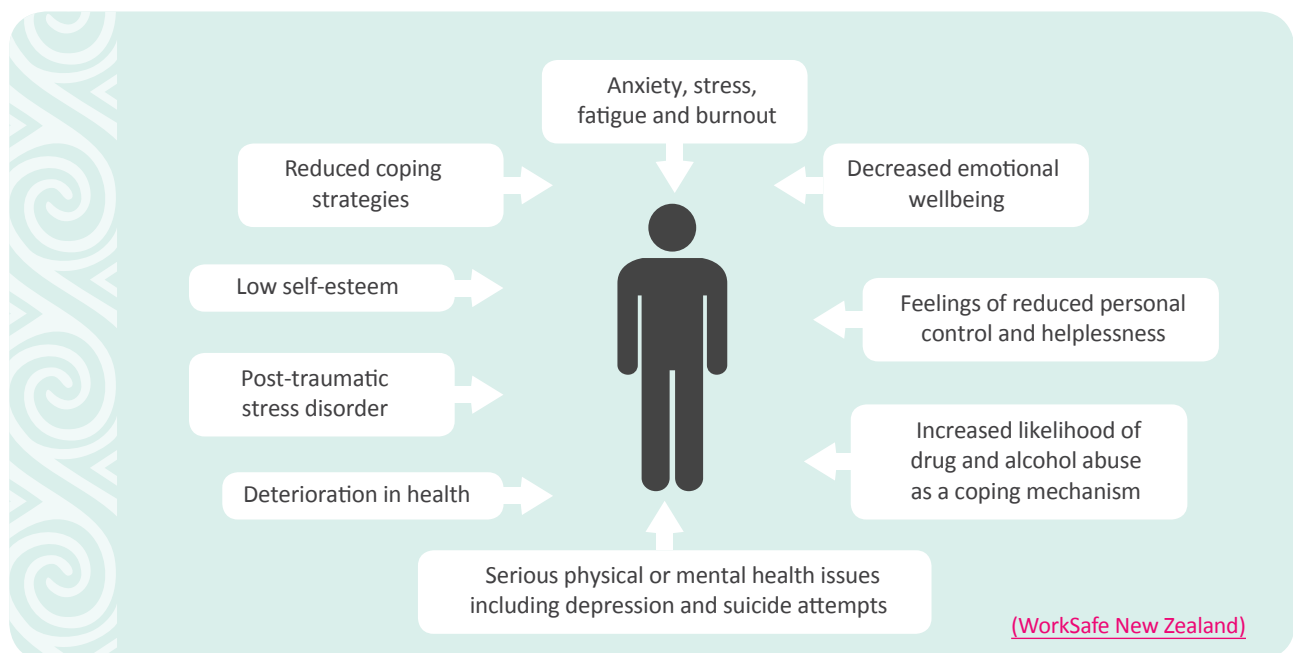 Anxiety, stress,
fatigue and burnout
Reduced coping
strategies
Decreased emotional
wellbeing
Low self-esteem
Feelings of reduced personal
control and helplessness
Post-traumatic
stress disorder
Increased likelihood of
drug and alcohol abuse
as a coping mechanism
Deterioration in health
Serious physical or mental health issues
including depression and suicide attempts
(WorkSafe New Zealand)